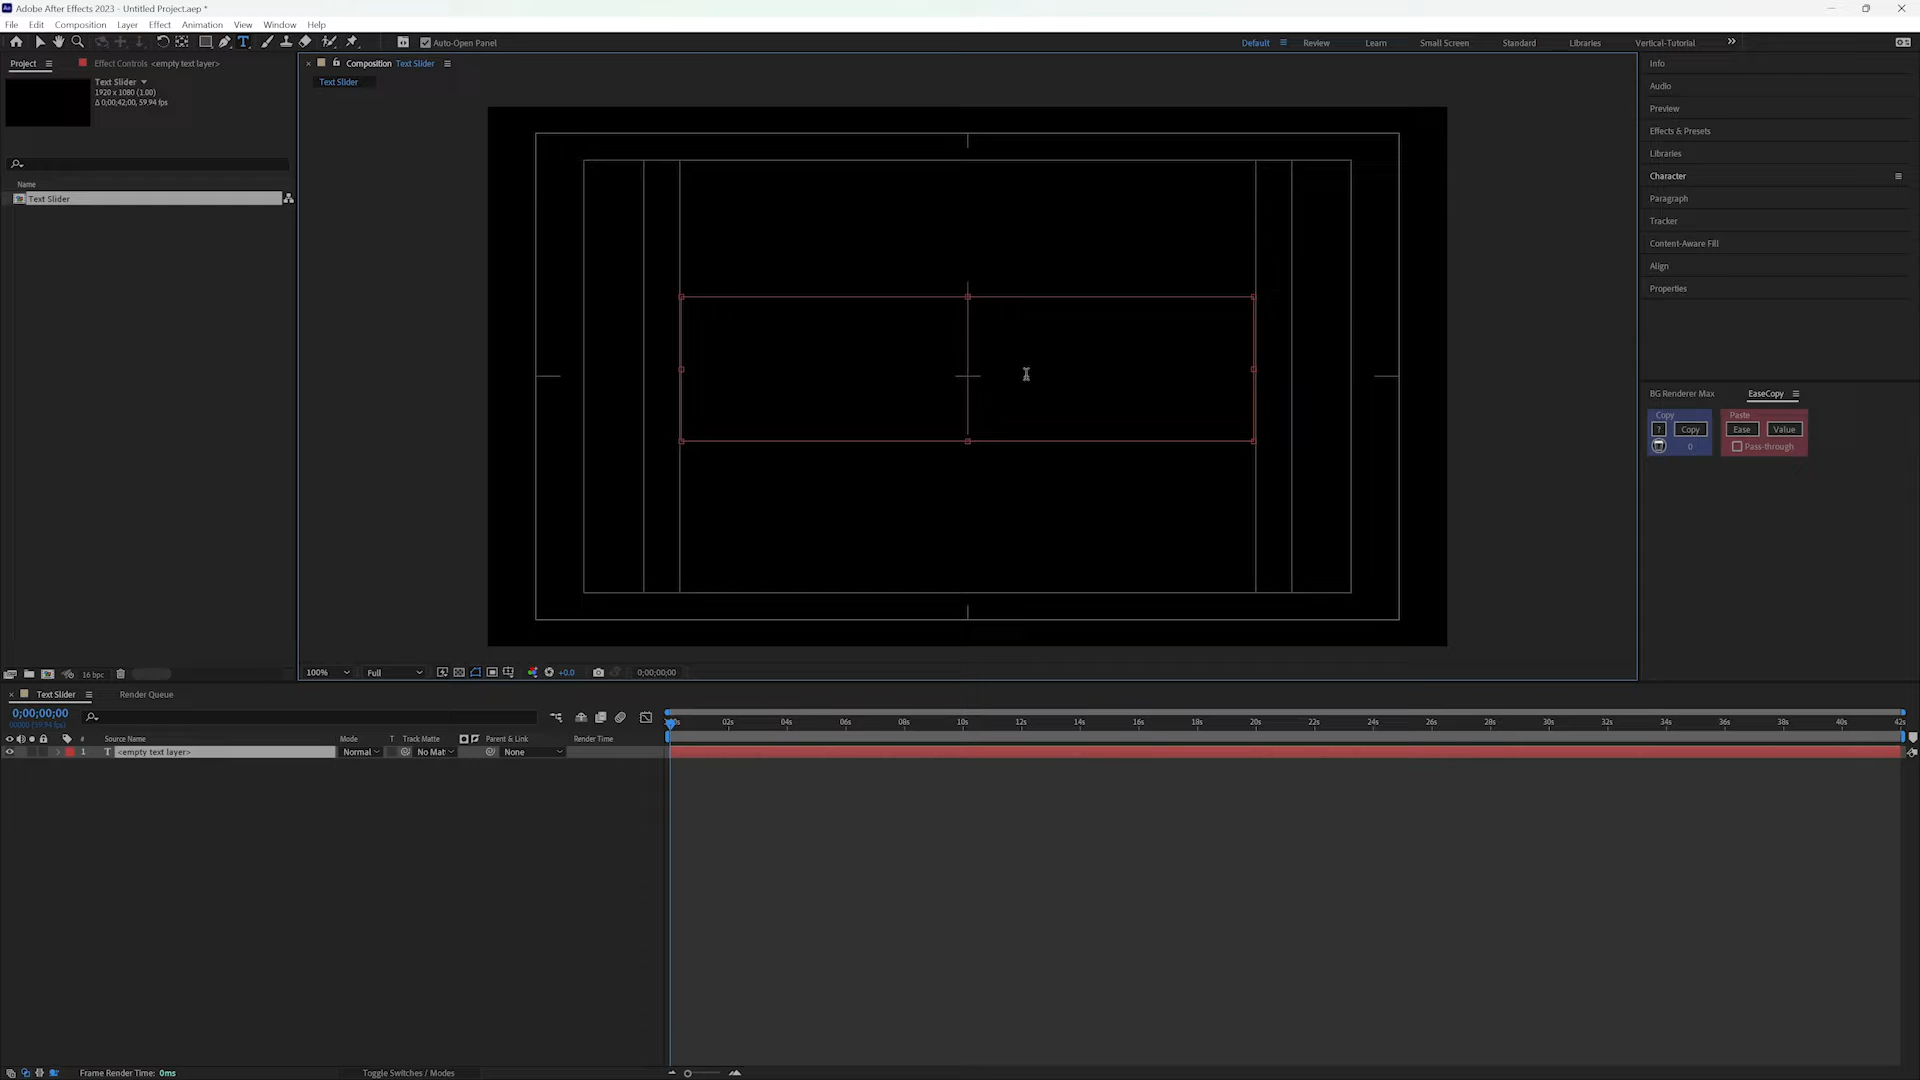 Adobe After Effects 2023 - Untitled Project.aep *
File Edit Composition Layer Effect Animation View Window Help
Auto-Open Panel
Default Review Learn Small Screen Standard Libraries Vertical-Tutorial
Project Effect Controls <empty text layer>
Composition Text Slider
Text Slider
Text Slider
1920 x 1080 (1.00)
Δ 0;00;42;00, 59.94 fps
Name
Text Slider
Info
Audio
Preview
Effects & Presets
Libraries
Character
Paragraph
Tracker
Content-Aware Fill
Align
Properties
BG Renderer Max EaseCopy
Copy Paste
? Copy Ease Value
0 Pass-through
16 bpc
100% Full +0.0 0;00;00;00
Text Slider Render Queue
0;00;00;00
00000 (59.94 fps)
02s 04s 06s 08s 10s 12s 14s 16s 18s 20s 22s 24s 26s 28s 30s 32s 34s 36s 38s 40s 42s
# Source Name Mode T Track Matte Parent & Link Render Time
1 T <empty text layer> Normal No Mat None
Frame Render Time: 0ms Toggle Switches / Modes